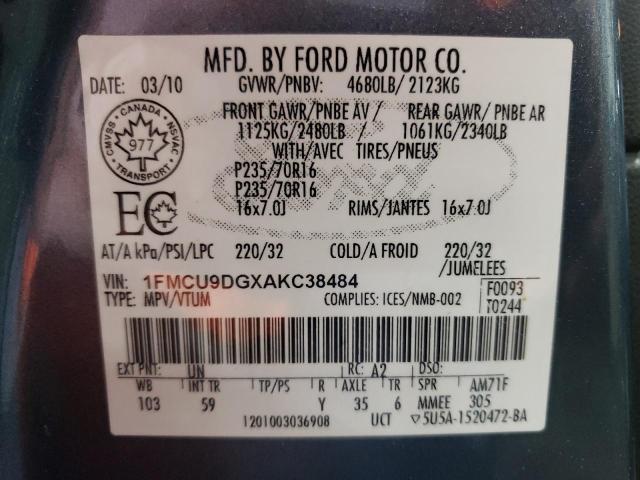 MFD. BY FORD MOTOR CO.
DATE: 03/10 GVWR/PNBV: 4680LB/ 2123KG
FRONT GAWR/PNBE AV / REAR GAWR/ PNBE AR
1125KG/2480LB 1061KG/2340LB
WITH/AVEC TIRES/PNEUS
P235/70R16
P235/70R16
16x7.0J RIMS/JANTES 16x7.0J
CMVSS • CANADA • NSVAC
977
TRANSPORT
EC
AT/A kPa/PSI/LPC 220/32 COLD/A FROID 220/32
/JUMELEES
VIN: 1FMCU9DGXAKC38484 F0093
TYPE: MPV/VTUM COMPLIES: ICES/NMB-002 T0244
EXT PNT: UN RC: A2 DSO:
WB INT TR TP/PS R AXLE TR SPR AM71F
103 59 Y 35 6 MMEE 305
1201003036908 UCT ▽5U5A-1520472-BA